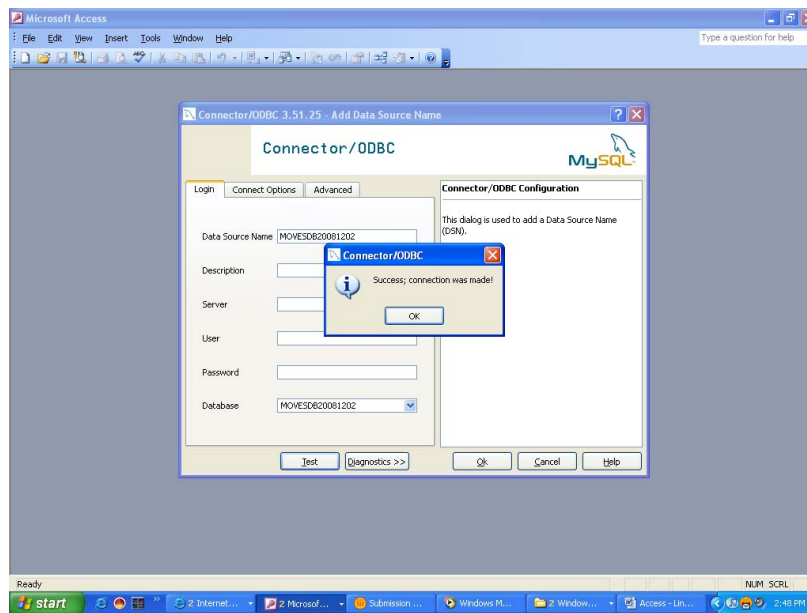 Microsoft Access
File Edit View Insert Tools Window Help
Type a question for help
Connector/ODBC 3.51.25 - Add Data Source Name
Connector/ODBC
MySQL
Login Connect Options Advanced
Connector/ODBC Configuration
This dialog is used to add a Data Source Name
(DSN).
Data Source Name MOVESDB20081202
Connector/ODBC
Description
Success; connection was made!
Server
OK
User
Password
Database MOVESDB20081202
Test Diagnostics >> Ok Cancel Help
Ready
NUM SCRL
start 2 Internet... 2 Microsof... Submission ... Windows M... 2 Window... Access - Lin... 2:48 PM